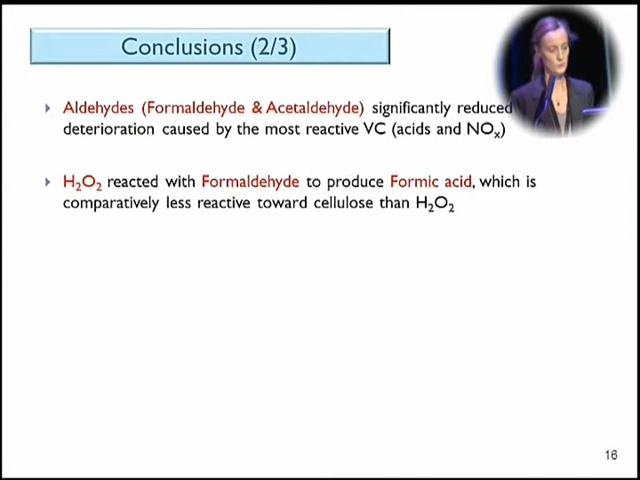 Conclusions (2/3)
Aldehydes (Formaldehyde & Acetaldehyde) significantly reduced
deterioration caused by the most reactive VC (acids and NOx)
H2O2 reacted with Formaldehyde to produce Formic acid, which is
comparatively less reactive toward cellulose than H2O2
16